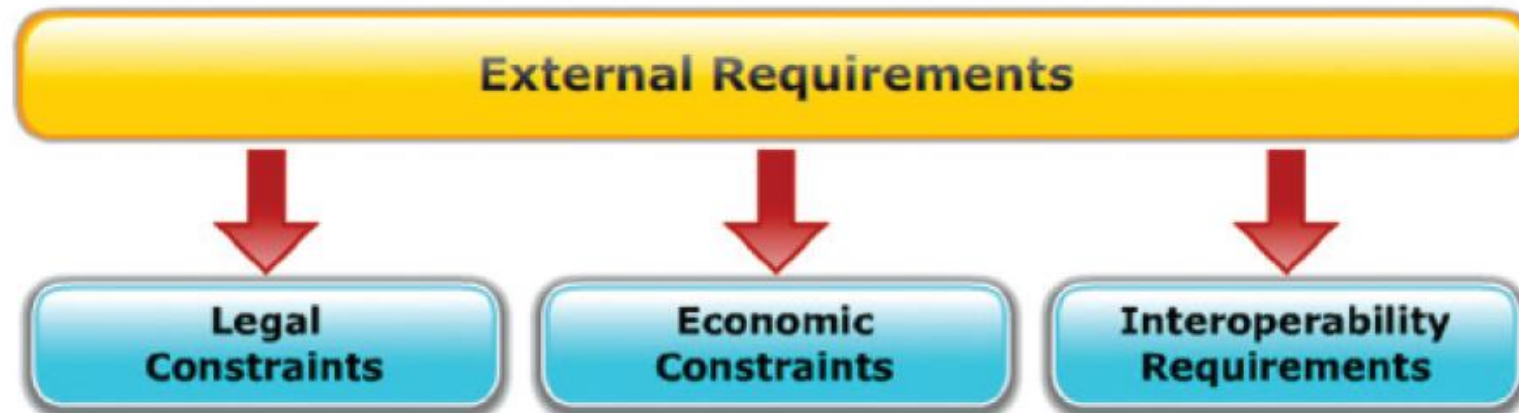 External Requirements
Legal
Constraints
Economic
Constraints
Interoperability
Requirements